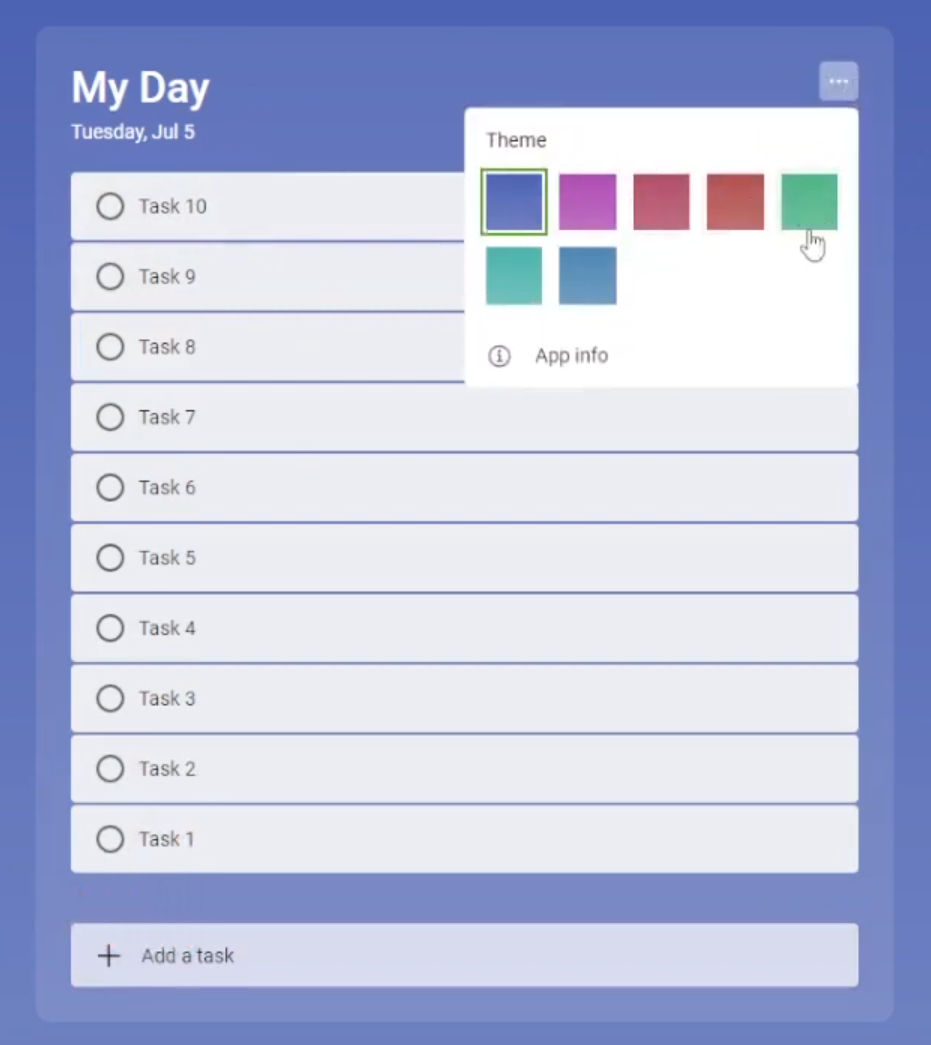 My Day
Tuesday, Jul 5
Theme
App info
Task 10
Task 9
Task 8
Task 7
Task 6
Task 5
Task 4
Task 3
Task 2
Task 1
Add a task